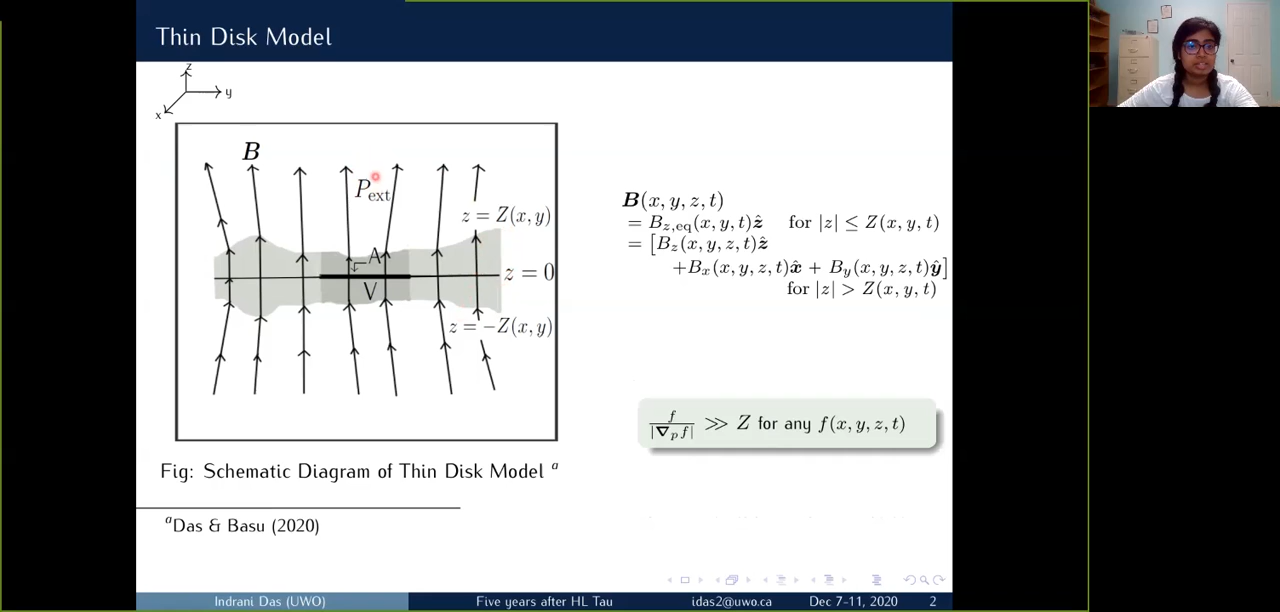 Thin Disk Model
z
y
x
B
P_ext
z = Z(x, y)
A
z = 0
V
z = −Z(x, y)
B(x, y, z, t)
= B_{z,eq}(x, y, t)ẑ for |z| ≤ Z(x, y, t)
= [B_z(x, y, z, t)ẑ
+B_x(x, y, z, t)x̂ + B_y(x, y, z, t)ŷ]
for |z| > Z(x, y, t)
f/|∇_p f| ≫ Z for any f(x, y, z, t)
Fig: Schematic Diagram of Thin Disk Model ^a
^aDas & Basu (2020)
Indrani Das (UWO) Five years after HL Tau idas2@uwo.ca Dec 7-11, 2020 2